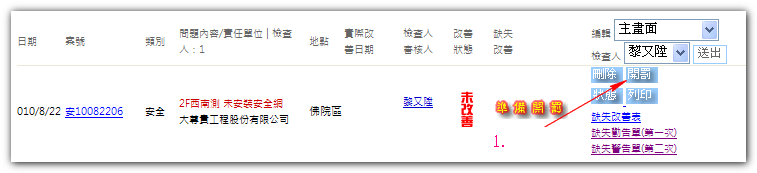 日期 案號 類別 問題內容/責任單位 | 檢查人：1 地點 實際改善日期 檢查人 審核人 改善狀態 缺失改善 編輯 主畫面
檢查人 黎又陞 送出
010/8/22 安10082206 安全 2F西南側 未安裝安全網 大尊貴工程股份有限公司 佛院區 黎又陞 未改善 準備開罰 刪除 開罰
狀態 列印
缺失改善表
1. 缺失勸告單(第一次)
缺失警告單(第二次)